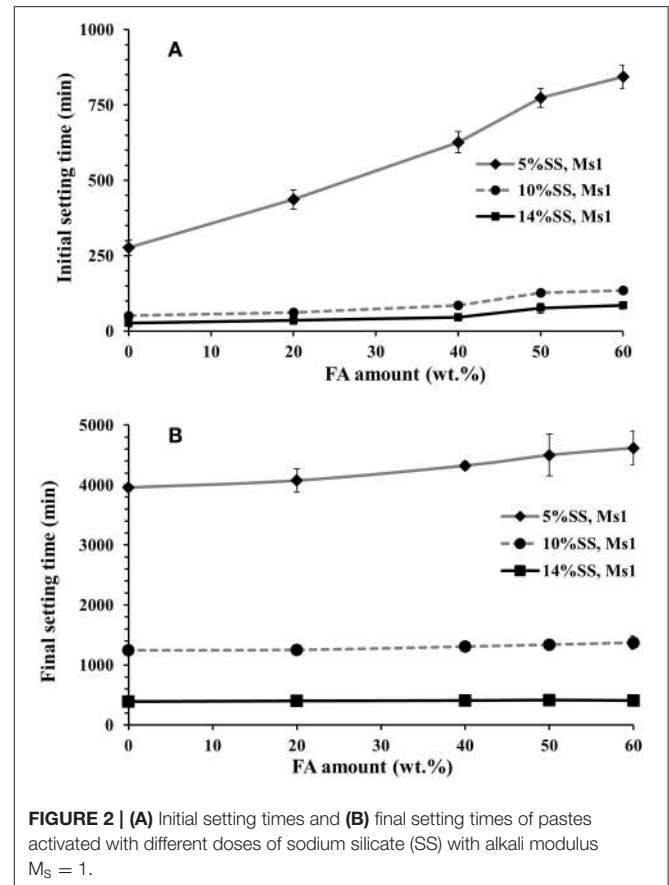 A
1000
750
500
250
0
Initial setting time (min)
5%SS, Ms1
10%SS, Ms1
14%SS, Ms1
0 10 20 30 40 50 60
FA amount (wt.%)
B
5000
4000
3000
2000
1000
0
Final setting time (min)
5%SS, Ms1
10%SS, Ms1
14%SS, Ms1
0 10 20 30 40 50 60
FA amount (wt.%)
FIGURE 2 | (A) Initial setting times and (B) final setting times of pastes
activated with different doses of sodium silicate (SS) with alkali modulus
Ms = 1.